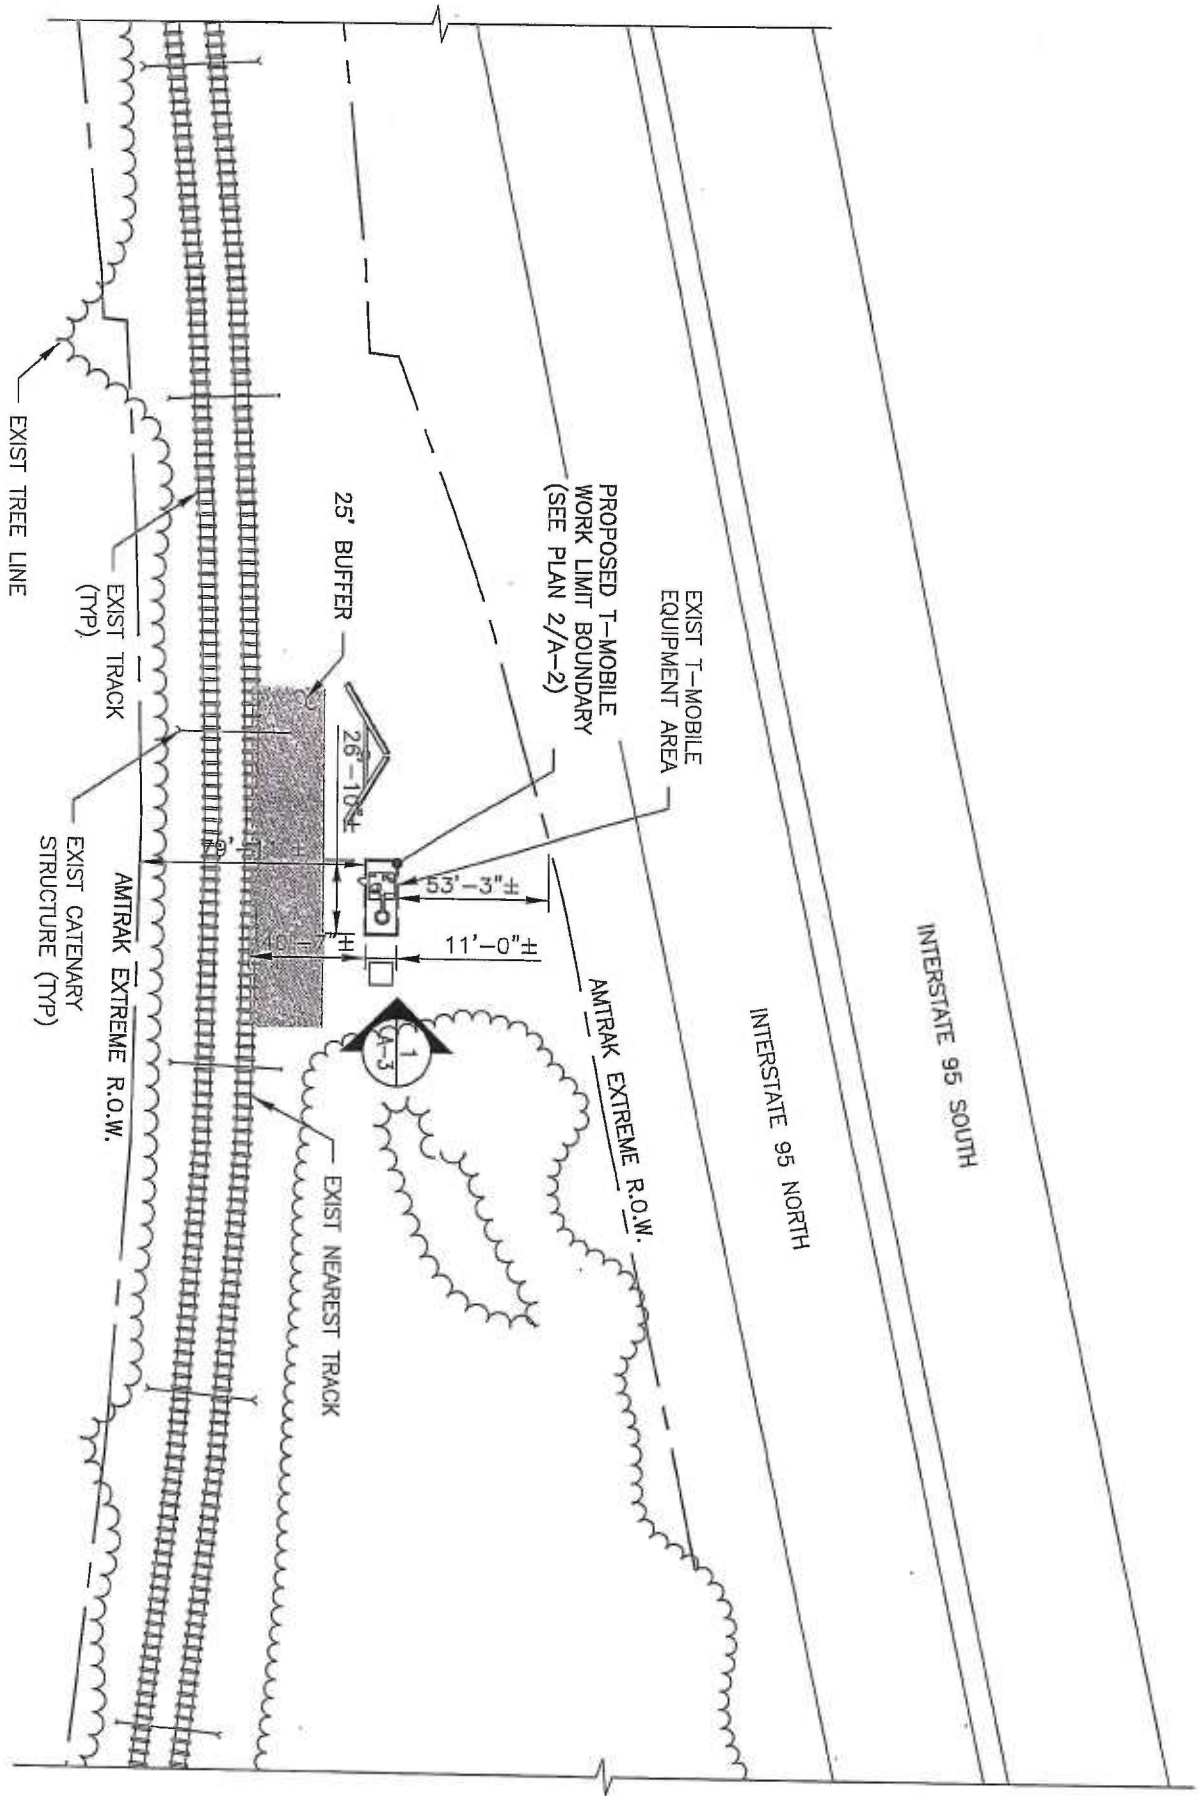 INTERSTATE 95 SOUTH
INTERSTATE 95 NORTH
EXIST T-MOBILE
EQUIPMENT AREA
PROPOSED T-MOBILE
WORK LIMIT BOUNDARY
(SEE PLAN 2/A-2)
AMTRAK EXTREME R.O.W.
53'-3"±
11'-0"±
26'-10"±
1
A-3
25' BUFFER
EXIST NEAREST TRACK
EXIST TRACK
(TYP)
AMTRAK EXTREME R.O.W.
EXIST CATENARY
STRUCTURE (TYP)
EXIST TREE LINE